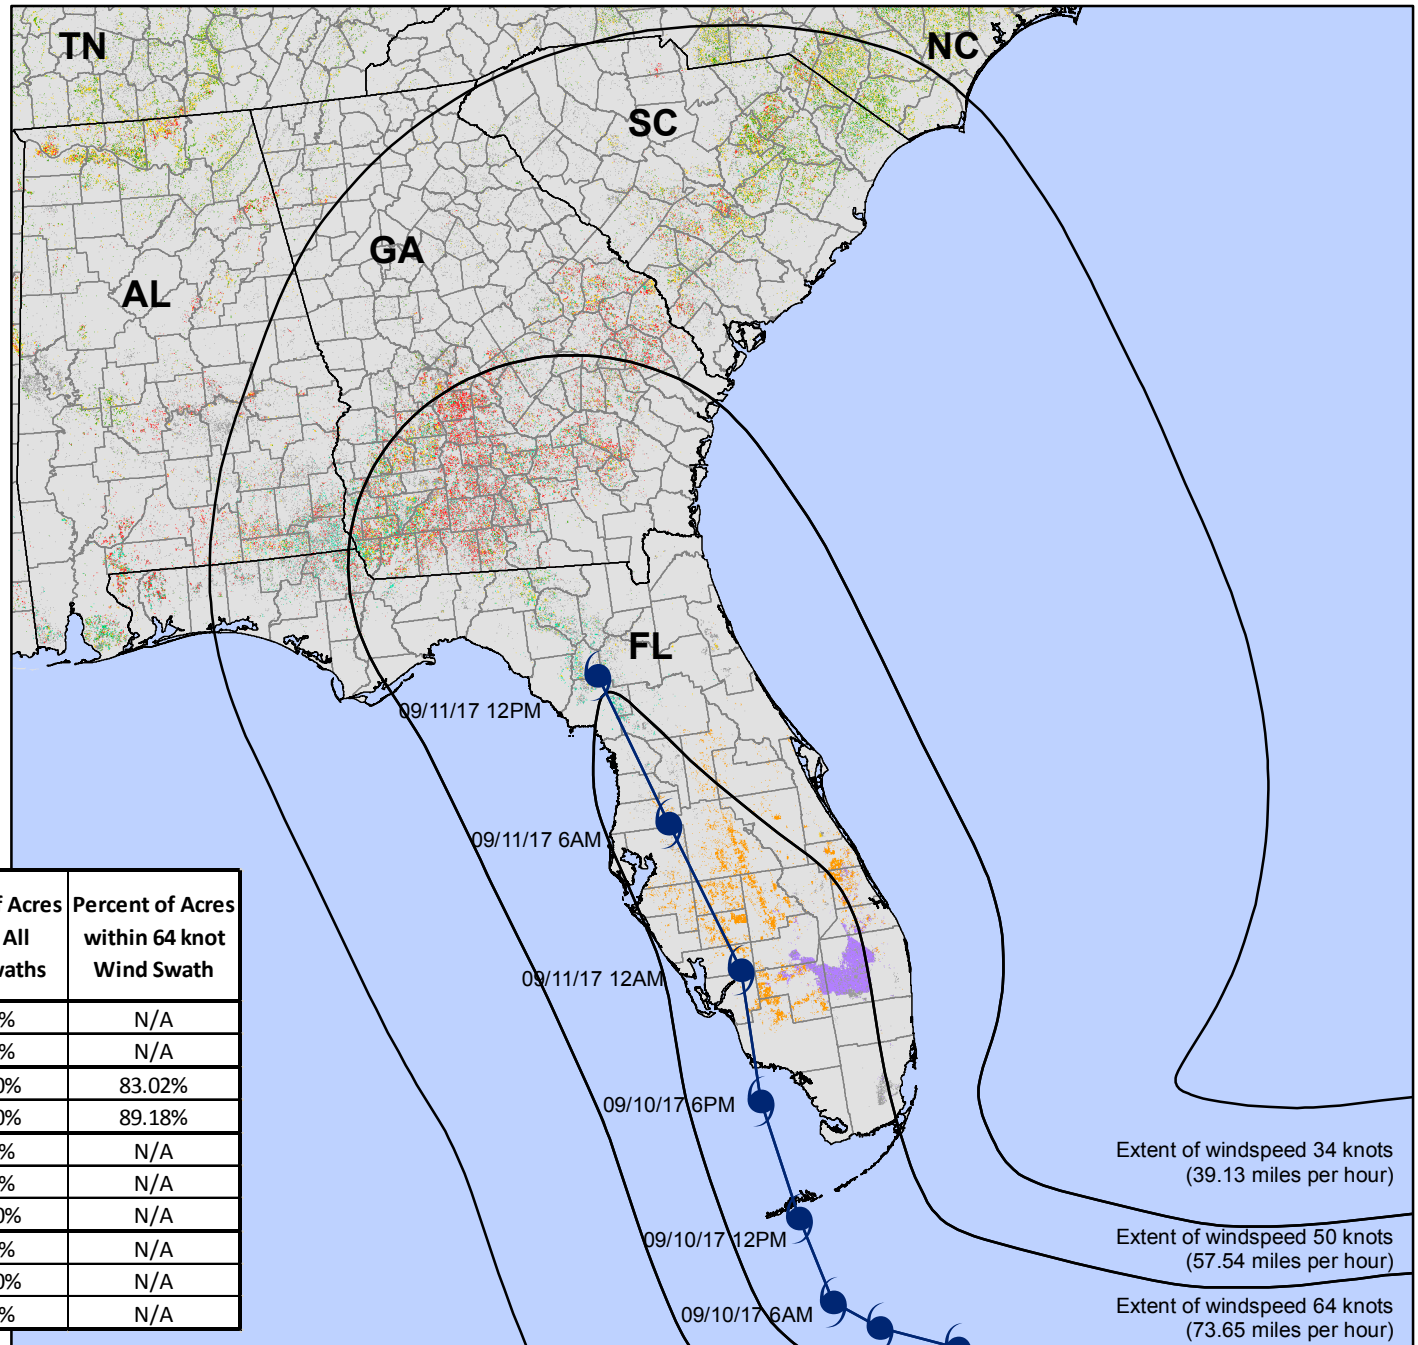 TN
NC
SC
GA
AL
FL
09/11/17 12PM
09/11/17 6AM
09/11/17 12AM
09/10/17 6PM
09/10/17 12PM
09/10/17 6AM
Acres Percent of Acres
All within 64 knot
Wind Swath
% N/A
% N/A
0% 83.02%
0% 89.18%
% N/A
% N/A
0% N/A
% N/A
0% N/A
% N/A
Extent of windspeed 34 knots
(39.13 miles per hour)
Extent of windspeed 50 knots
(57.54 miles per hour)
Extent of windspeed 64 knots
(73.65 miles per hour)